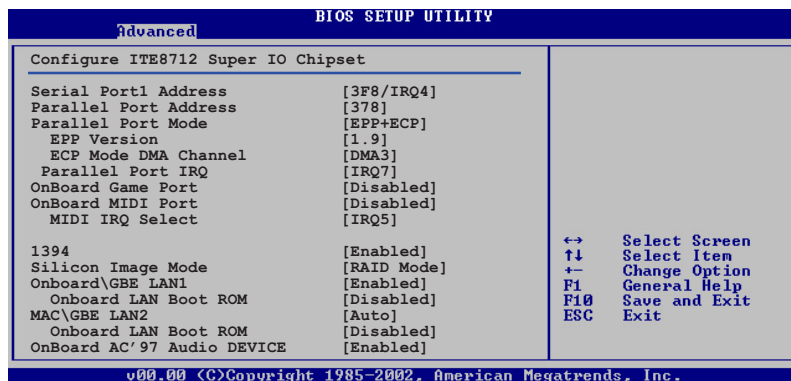 BIOS SETUP UTILITY
Advanced
Configure ITE8712 Super IO Chipset
Serial Port1 Address [3F8/IRQ4]
Parallel Port Address [378]
Parallel Port Mode [EPP+ECP]
EPP Version [1.9]
ECP Mode DMA Channel [DMA3]
Parallel Port IRQ [IRQ7]
OnBoard Game Port [Disabled]
OnBoard MIDI Port [Disabled]
MIDI IRQ Select [IRQ5]
1394 [Enabled]
Silicon Image Mode [RAID Mode]
Onboard\GBE LAN1 [Enabled]
Onboard LAN Boot ROM [Disabled]
MAC\GBE LAN2 [Auto]
Onboard LAN Boot ROM [Disabled]
OnBoard AC’97 Audio DEVICE [Enabled]
←→ Select Screen
↑↓ Select Item
+- Change Option
F1 General Help
F10 Save and Exit
ESC Exit
v00.00 (C)Copyright 1985-2002, American Megatrends, Inc.